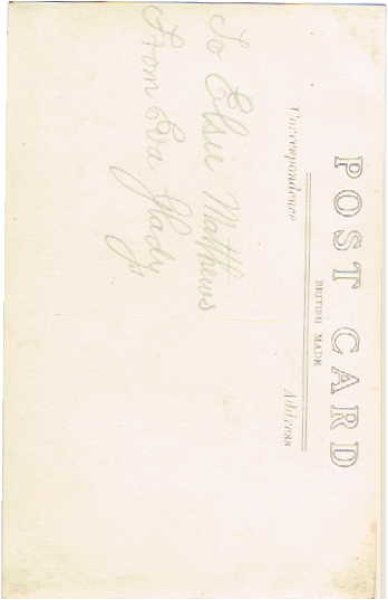 POST CARD
BRITISH MADE
Correspondence
Address
To Elsie Matthews
From Eva Gladys